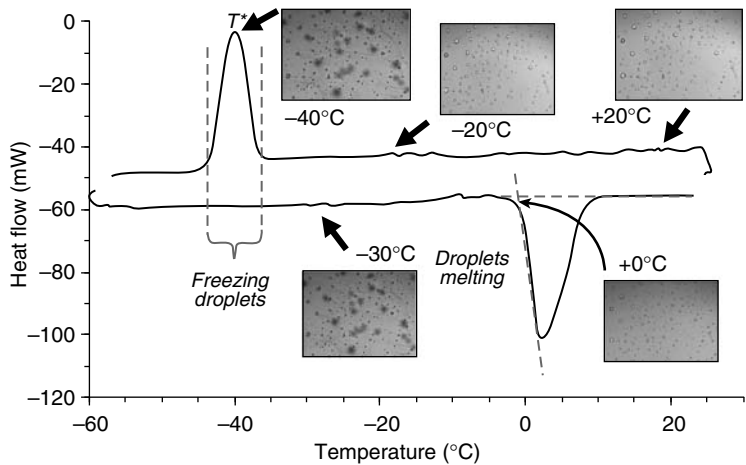 T*
–40°C
–20°C
+20°C
Freezing
droplets
–30°C
Droplets
melting
+0°C
Heat flow (mW)
0
–20
–40
–60
–80
–100
–120
–60
–40
–20
0
20
Temperature (°C)